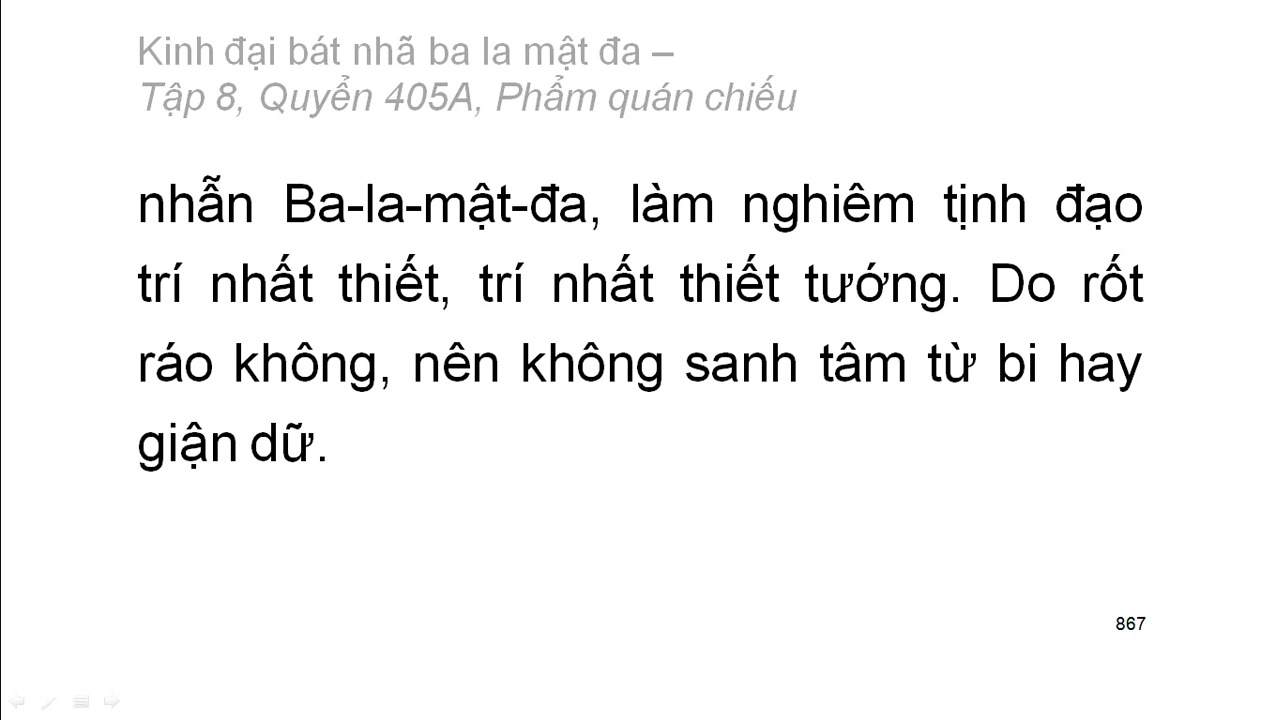 Kinh đại bát nhã ba la mật đa –
Tập 8, Quyển 405A, Phẩm quán chiếu
nhẫn Ba-la-mật-đa, làm nghiêm tịnh đạo
trí nhất thiết, trí nhất thiết tướng. Do rốt
ráo không, nên không sanh tâm từ bi hay
giận dữ.
867